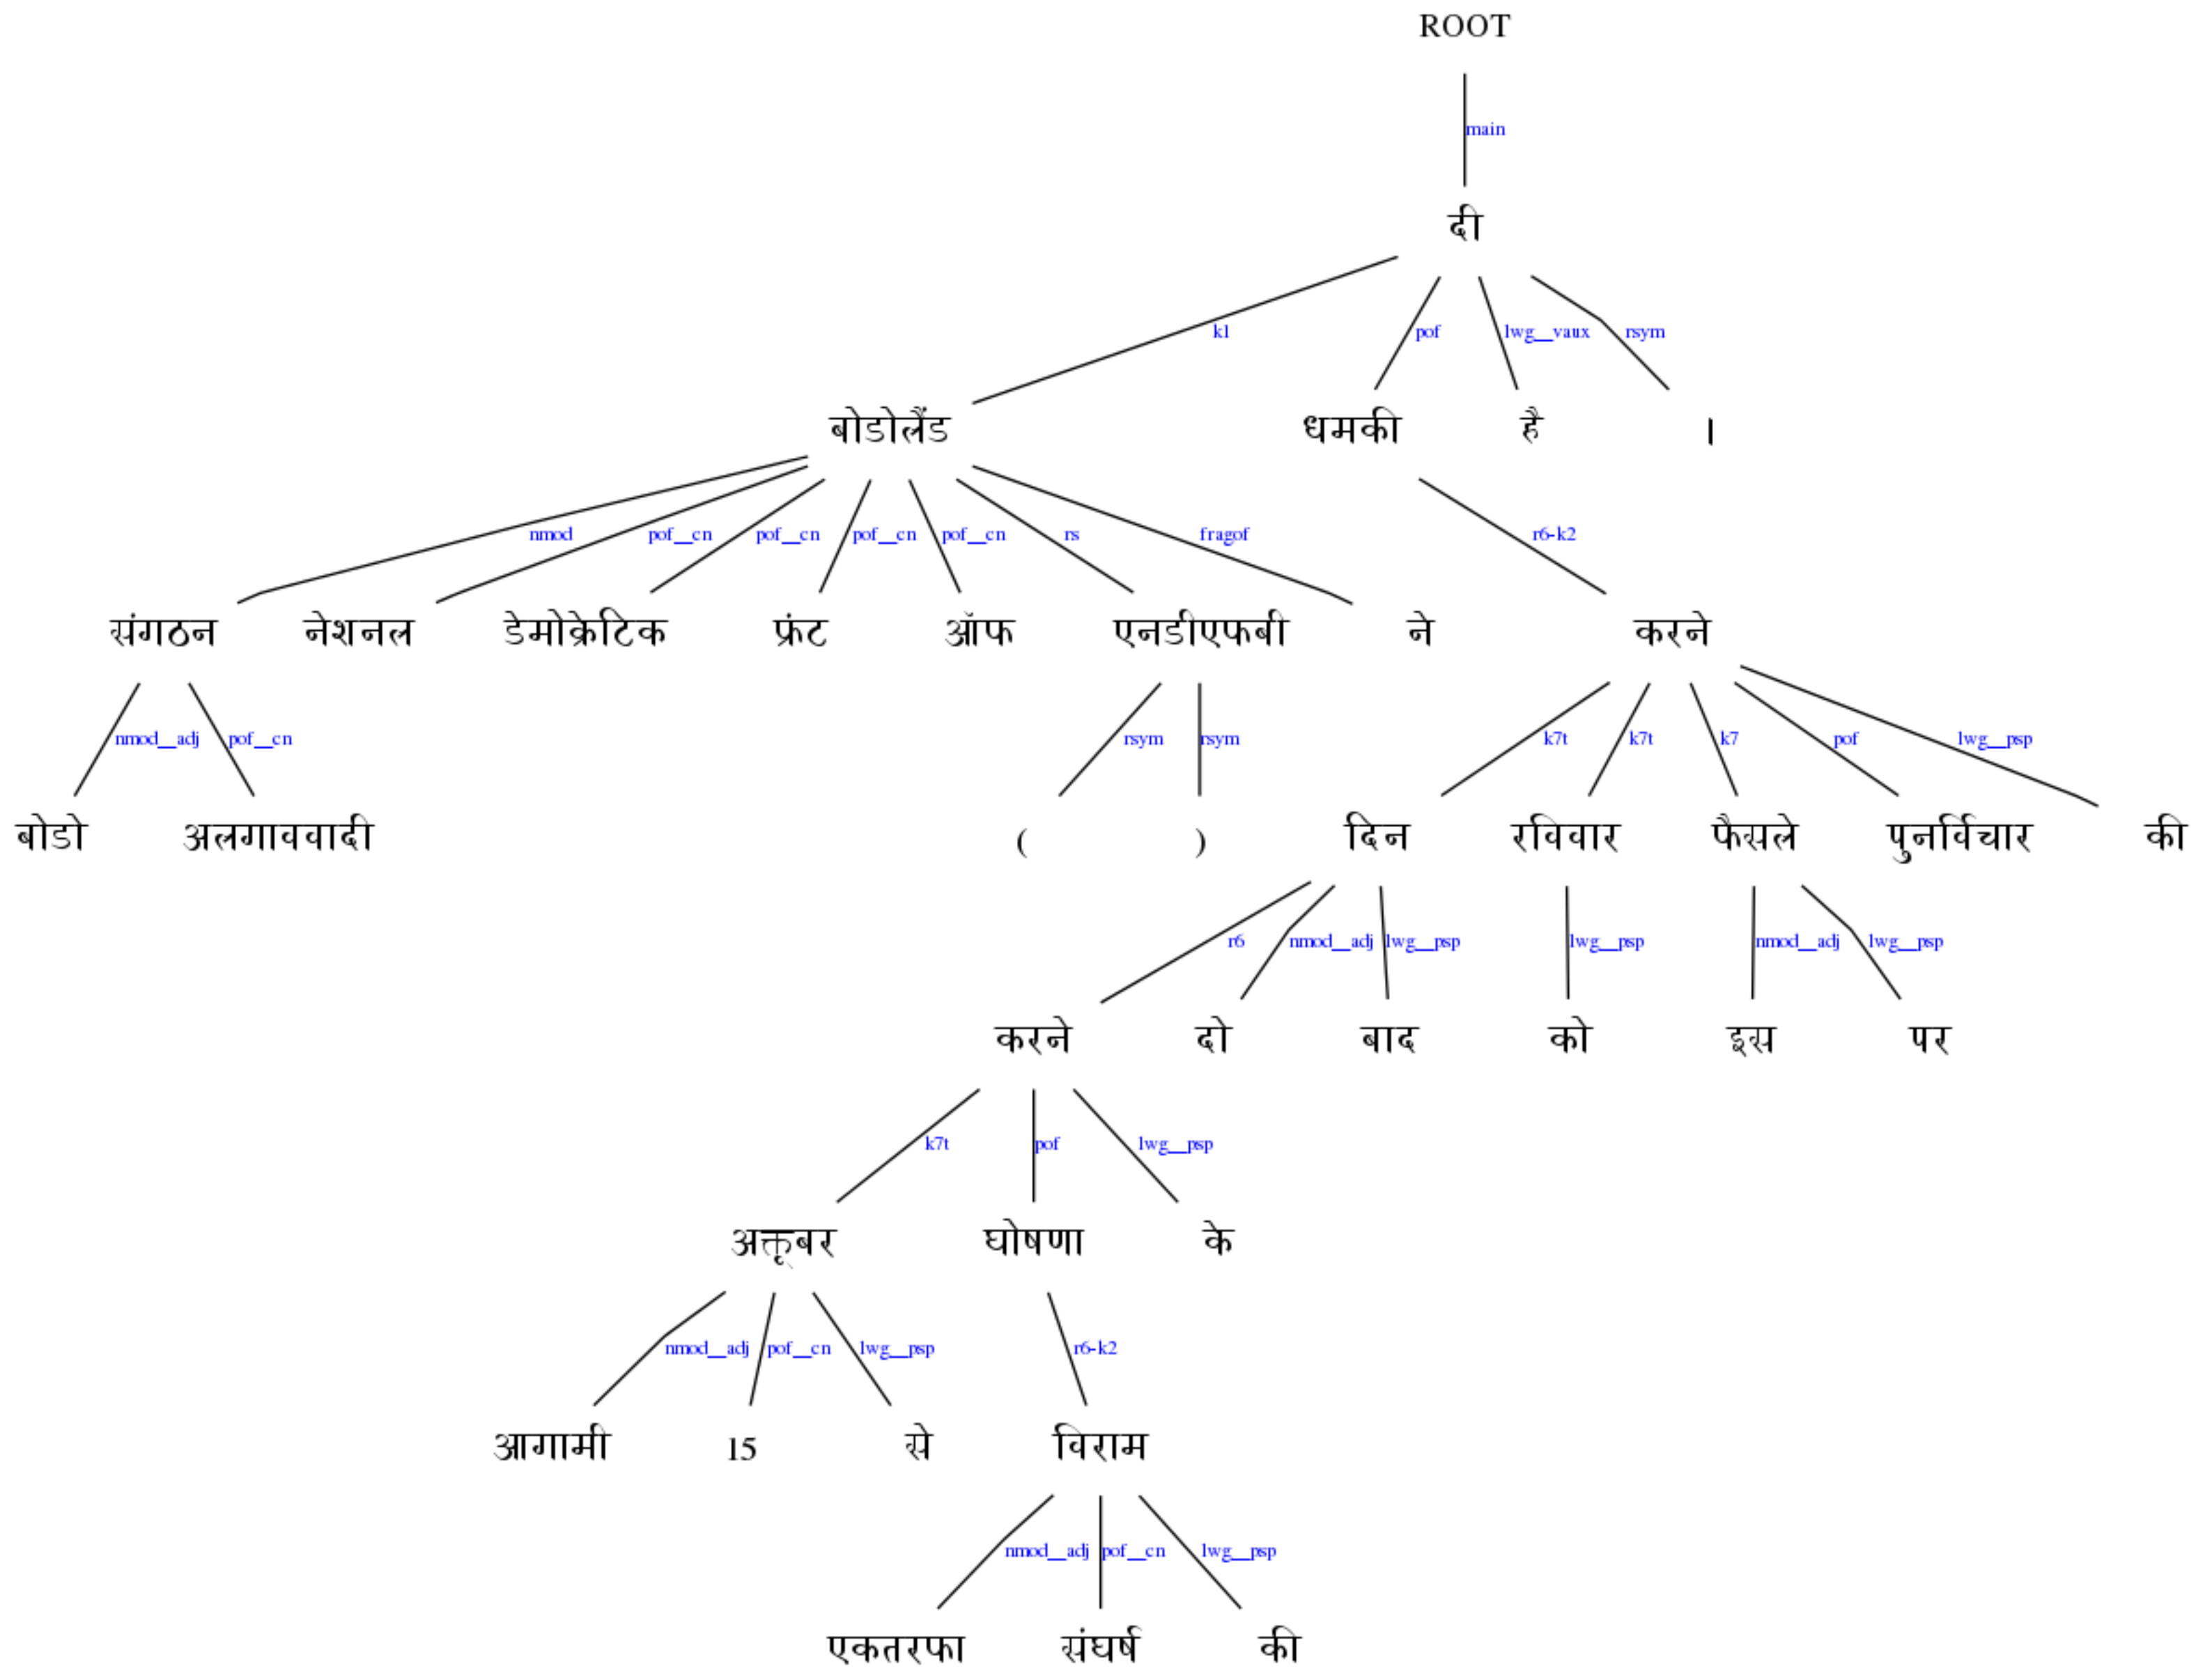 ROOT
main
दी
k1 pof lwg__vaux rsym
बोडोलैंड धमकी है ।
nmod pof__cn pof__cn pof__cn pof__cn rs fragof r6-k2
संगठन नेशनल डेमोक्रेटिक फ्रंट ऑफ एनडीएफबी ने करने
nmod__adj pof__cn rsym rsym k7t k7t k7 pof lwg__psp
बोडो अलगाववादी ( ) दिन रविवार फैसले पुनर्विचार की
r6 nmod__adj lwg__psp lwg__psp nmod__adj lwg__psp
करने दो बाद को इस पर
k7t pof lwg__psp
अक्तूबर घोषणा के
nmod__adj pof__cn lwg__psp r6-k2
आगामी 15 से विराम
nmod__adj pof__cn lwg__psp
एकतरफा संघर्ष की